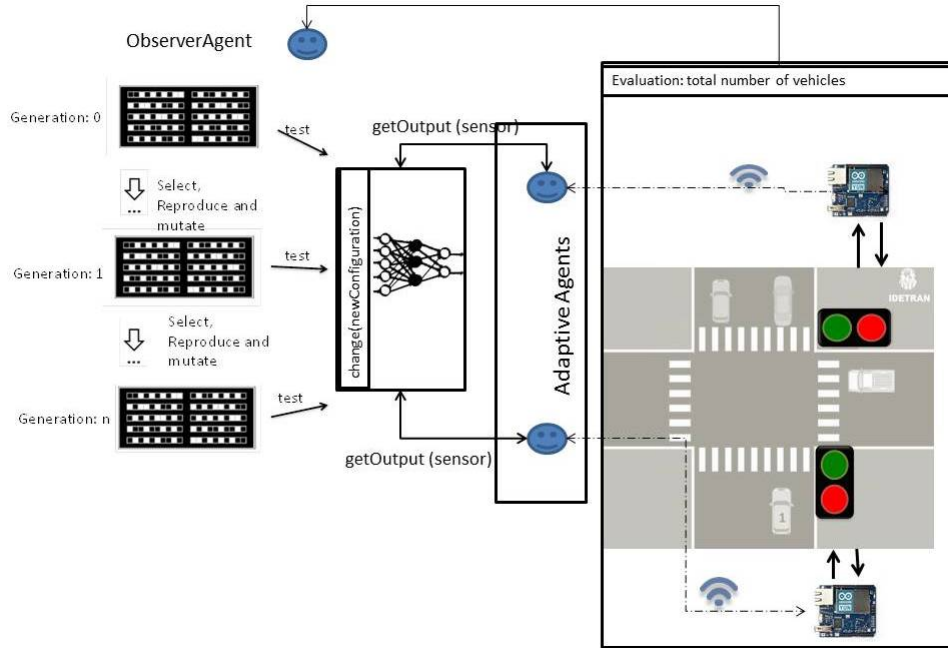 ObserverAgent
Evaluation: total number of vehicles
Generation: 0
test
getOutput (sensor)
Select,
Reproduce and
mutate
...
Generation: 1
test
change(newConfiguration)
Adaptive Agents
IDETRAN
Select,
Reproduce and
mutate
...
Generation: n
test
getOutput (sensor)
1